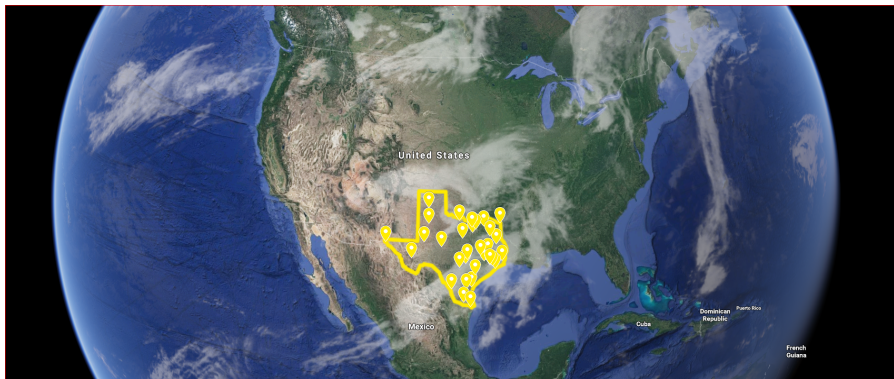 United States
Mexico
Cuba
Dominican
Republic
Puerto Rico
French
Guiana